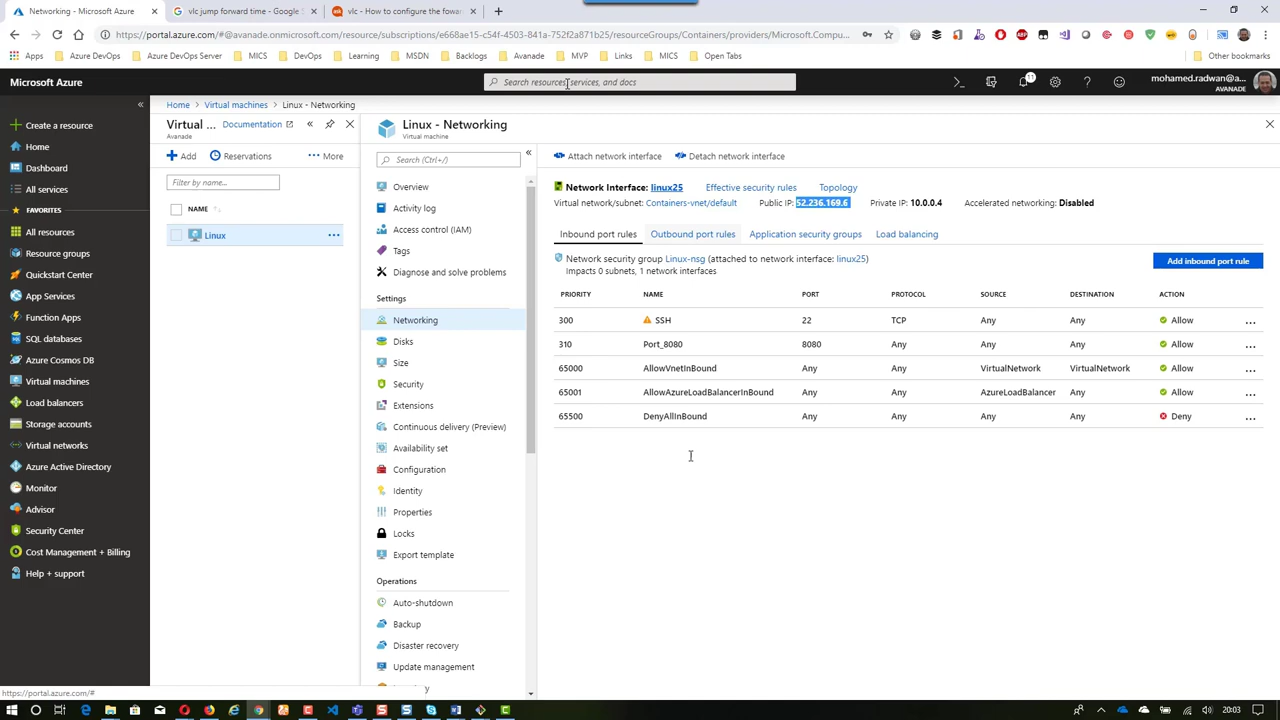 Networking - Microsoft Azure
vlc jump forward time - Google S
vlc - How to configure the fowar
https://portal.azure.com/#@avanade.onmicrosoft.com/resource/subscriptions/e668ae15-c54f-4503-841a-752f2a871b25/resourceGroups/Containers/providers/Microsoft.Compu...
Apps
Azure DevOps
Azure DevOps Server
MICS
DevOps
Learning
MSDN
Backlogs
Avanade
MVP
Links
MICS
Open Tabs
Other bookmarks
Microsoft Azure
Search resources, services, and docs
11
mohamed.radwan@a...
AVANADE
Create a resource
Home
Dashboard
All services
FAVORITES
All resources
Resource groups
Quickstart Center
App Services
Function Apps
SQL databases
Azure Cosmos DB
Virtual machines
Load balancers
Storage accounts
Virtual networks
Azure Active Directory
Monitor
Advisor
Security Center
Cost Management + Billing
Help + support
Home
Virtual machines
Linux - Networking
Virtual ...
Documentation
Avanade
Add
Reservations
More
Filter by name...
NAME
Linux
Linux - Networking
Virtual machine
Search (Ctrl+/)
Overview
Activity log
Access control (IAM)
Tags
Diagnose and solve problems
Settings
Networking
Disks
Size
Security
Extensions
Continuous delivery (Preview)
Availability set
Configuration
Identity
Properties
Locks
Export template
Operations
Auto-shutdown
Backup
Disaster recovery
Update management
Attach network interface
Detach network interface
Network Interface: linux25
Effective security rules
Topology
Virtual network/subnet: Containers-vnet/default
Public IP: 52.236.169.6
Private IP: 10.0.0.4
Accelerated networking: Disabled
Inbound port rules
Outbound port rules
Application security groups
Load balancing
Network security group Linux-nsg (attached to network interface: linux25)
Impacts 0 subnets, 1 network interfaces
Add inbound port rule
PRIORITY NAME PORT PROTOCOL SOURCE DESTINATION ACTION
300 SSH 22 TCP Any Any Allow ...
310 Port_8080 8080 Any Any Any Allow ...
65000 AllowVnetInBound Any Any VirtualNetwork VirtualNetwork Allow ...
65001 AllowAzureLoadBalancerInBound Any Any AzureLoadBalancer Any Allow ...
65500 DenyAllInBound Any Any Any Any Deny ...
https://portal.azure.com/#
20:03